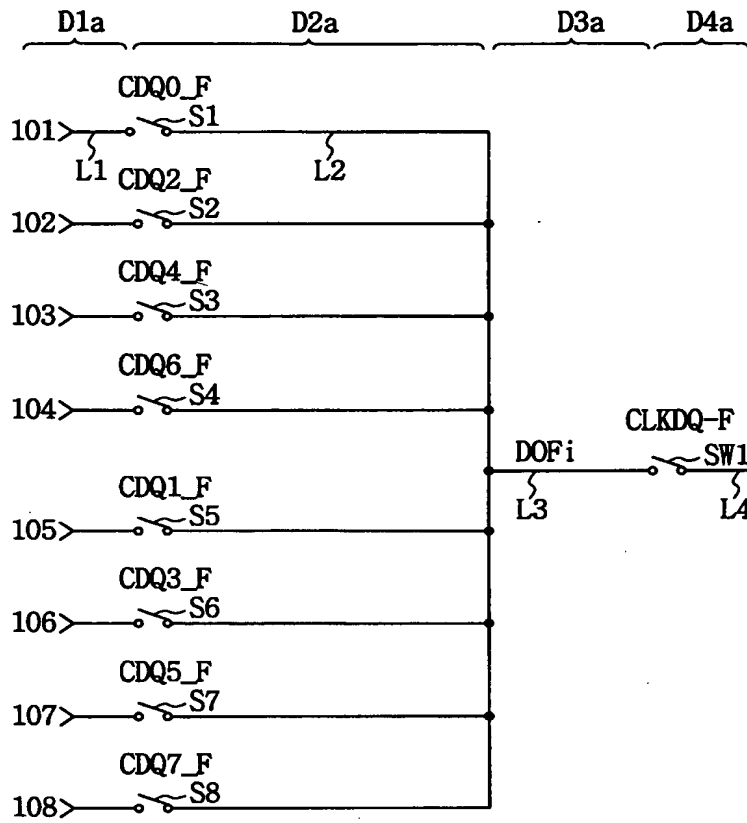 D1a D2a D3a D4a
CDQ0_F
101 S1
L1 L2
CDQ2_F
102 S2
CDQ4_F
103 S3
CDQ6_F
104 S4
CLKDQ-F
DOFi SW1
L3 L4
CDQ1_F
105 S5
CDQ3_F
106 S6
CDQ5_F
107 S7
CDQ7_F
108 S8